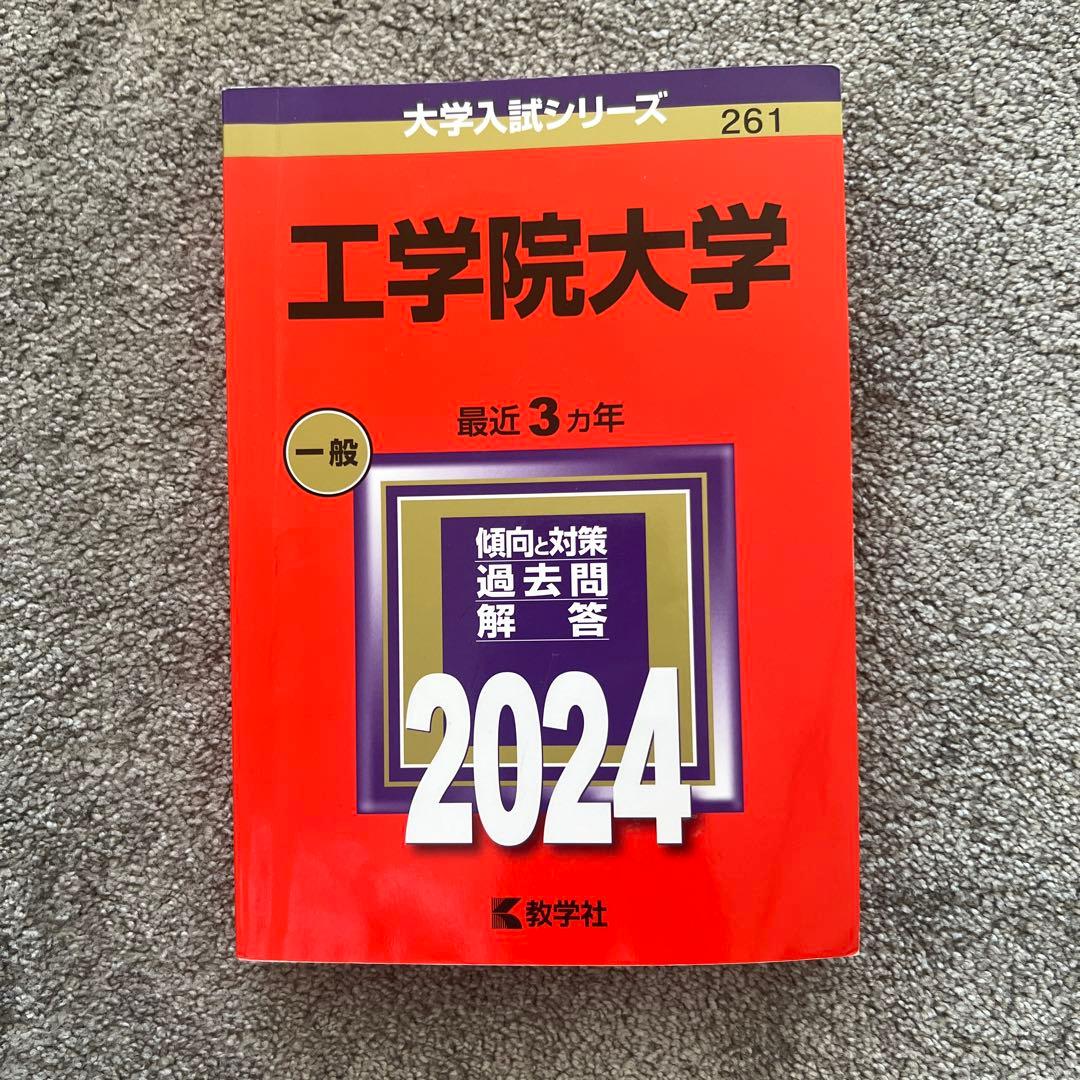 大学入試シリーズ
261
工学院大学
最近3カ年
一般
傾向と対策
過去問
解答
2024
教学社